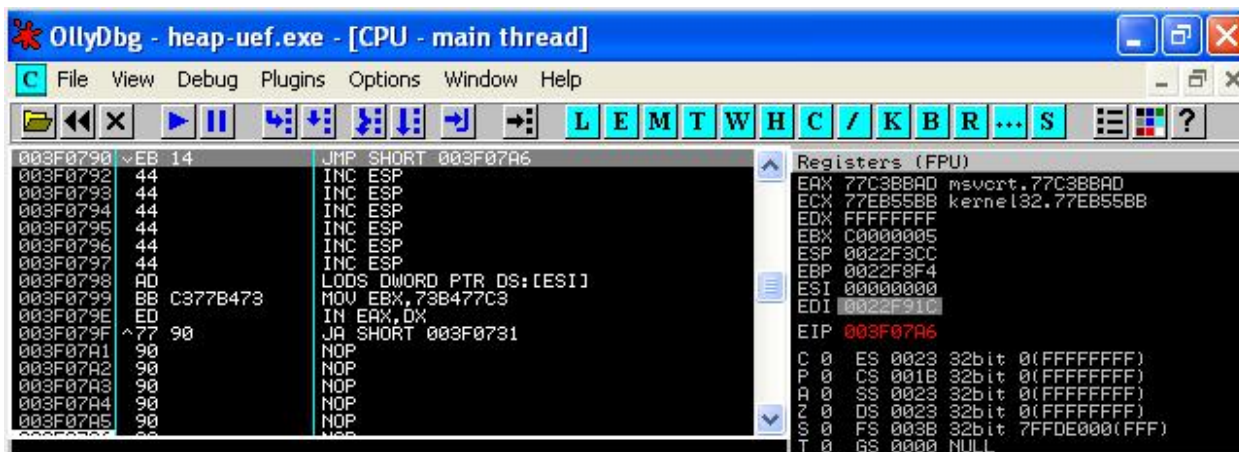 OllyDbg - heap-uef.exe - [CPU - main thread]
C File View Debug Plugins Options Window Help
L E M T W H C / K B R ... S ?
003F0790 EB 14 JMP SHORT 003F07A6
003F0792 44 INC ESP
003F0793 44 INC ESP
003F0794 44 INC ESP
003F0795 44 INC ESP
003F0796 44 INC ESP
003F0797 44 INC ESP
003F0798 AD LODS DWORD PTR DS:[ESI]
003F0799 BB C377B473 MOV EBX,73B477C3
003F079E ED IN EAX,DX
003F079F ^77 90 JA SHORT 003F0731
003F07A1 90 NOP
003F07A2 90 NOP
003F07A3 90 NOP
003F07A4 90 NOP
003F07A5 90 NOP
Registers (FPU)
EAX 77C3BBAD msvcrt.77C3BBAD
ECX 77EB55BB kernel32.77EB55BB
EDX FFFFFFFF
EBX C0000005
ESP 0022F3CC
EBP 0022F8F4
ESI 00000000
EDI 0022F91C
EIP 003F07A6
C 0 ES 0023 32bit 0(FFFFFFFF)
P 0 CS 001B 32bit 0(FFFFFFFF)
A 0 SS 0023 32bit 0(FFFFFFFF)
Z 0 DS 0023 32bit 0(FFFFFFFF)
S 0 FS 003B 32bit 7FFDE000(FFF)
T 0 GS 0000 NULL